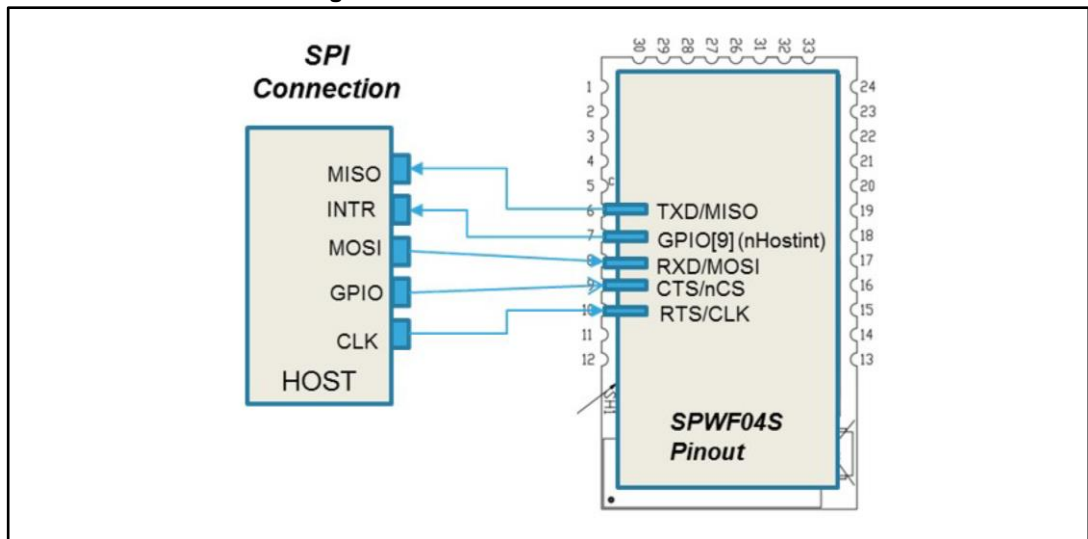 SPI
Connection
MISO
INTR
MOSI
GPIO
CLK
HOST
30 29 28 27 26 31 32 33
1
2
3
4
5
6
7
8
9
10
11
12
TXD/MISO
GPIO[9](nHostint)
RXD/MOSI
CTS/nCS
RTS/CLK
SPWF04S
Pinout
24
23
22
21
20
19
18
17
16
15
14
13